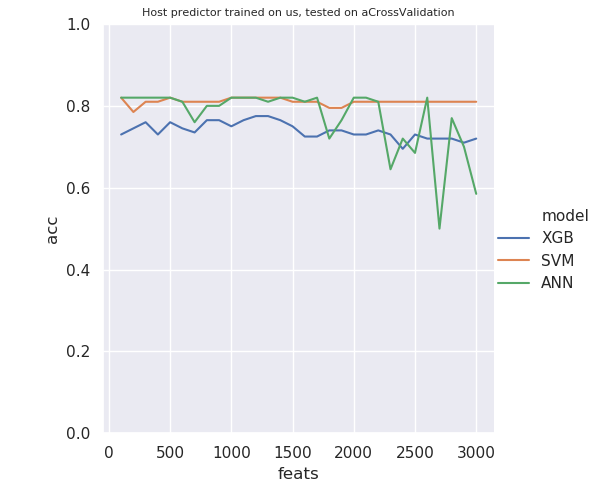 Host predictor trained on us, tested on aCrossValidation
1.0
0.8
0.6
0.4
0.2
0.0
acc
0 500 1000 1500 2000 2500 3000
feats
model
XGB
SVM
ANN